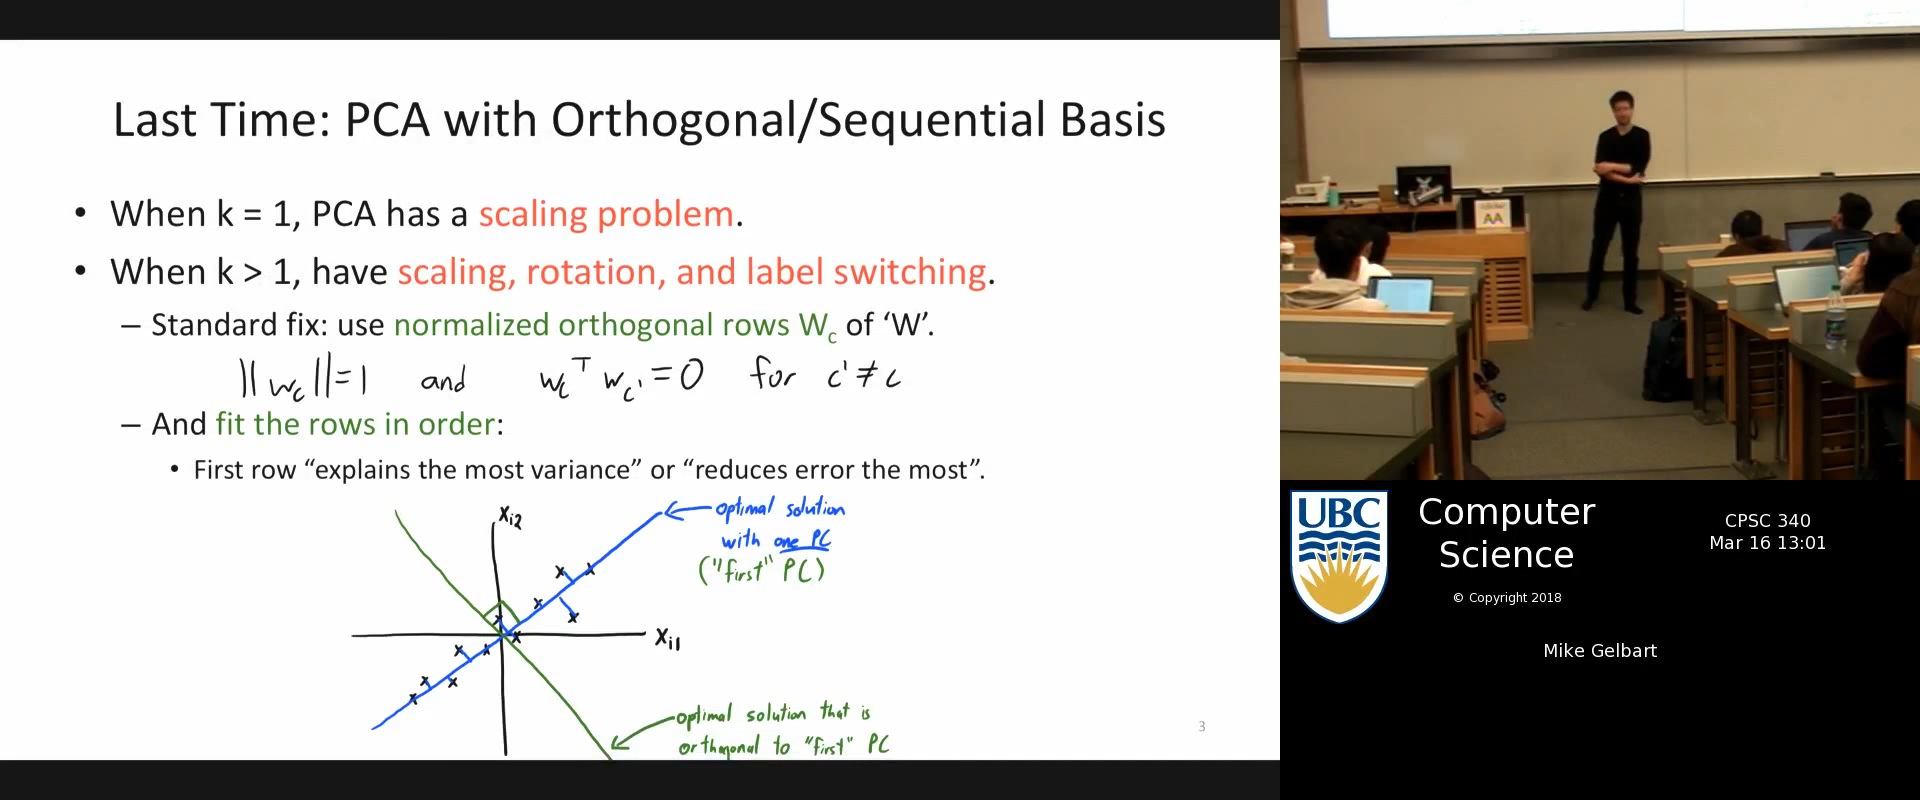 Last Time: PCA with Orthogonal/Sequential Basis
• When k = 1, PCA has a scaling problem.
• When k > 1, have scaling, rotation, and label switching.
– Standard fix: use normalized orthogonal rows Wc of ‘W’.
||wc||=1 and wcᵀ wc' = 0 for c' ≠ c
– And fit the rows in order:
• First row “explains the most variance” or “reduces error the most”.
xi2
optimal solution
with one PC
("first" PC)
xi1
optimal solution that is
orthogonal to "first" PC
3
AA
UBC
Computer
Science
© Copyright 2018
CPSC 340
Mar 16 13:01
Mike Gelbart